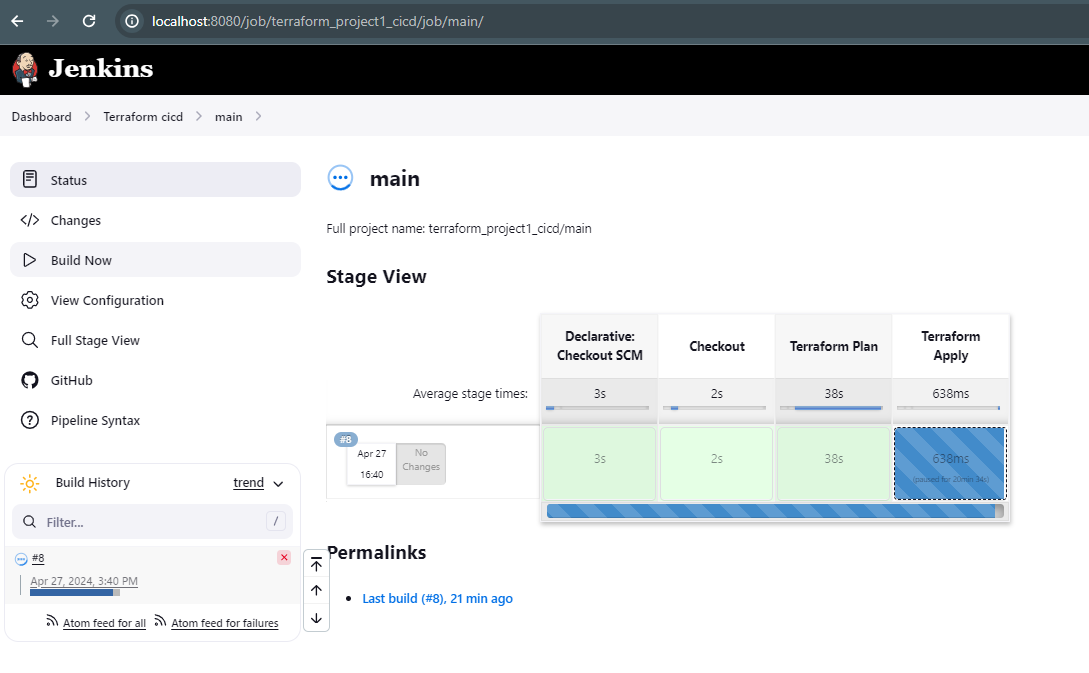 localhost:8080/job/terraform_project1_cicd/job/main/
Jenkins
Dashboard
Terraform cicd
main
Status
Changes
Build Now
View Configuration
Full Stage View
GitHub
Pipeline Syntax
Build History
trend
Filter...
/
#8
Apr 27, 2024, 3:40 PM
Atom feed for all
Atom feed for failures
main
Full project name: terraform_project1_cicd/main
Stage View
Declarative:
Checkout SCM
Checkout
Terraform Plan
Terraform
Apply
Average stage times:
3s
2s
38s
638ms
#8
Apr 27
16:40
No
Changes
3s
2s
38s
638ms
(paused for 20min 34s)
Permalinks
Last build (#8), 21 min ago